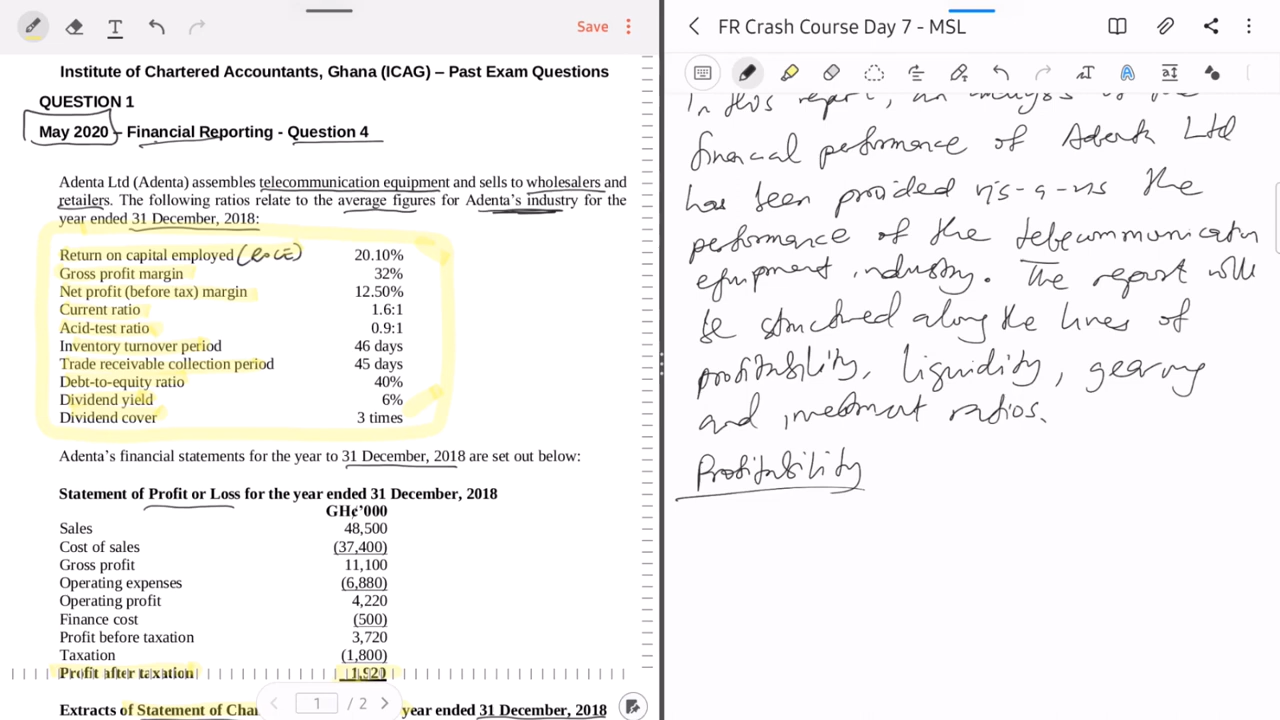 Save
Institute of Chartered Accountants, Ghana (ICAG) – Past Exam Questions
QUESTION 1
May 2020 – Financial Reporting - Question 4
Adenta Ltd (Adenta) assembles telecommunication equipment and sells to wholesalers and
retailers. The following ratios relate to the average figures for Adenta's industry for the
year ended 31 December, 2018:
Return on capital employed (ROCE) 20.10%
Gross profit margin 32%
Net profit (before tax) margin 12.50%
Current ratio 1.6:1
Acid-test ratio 0.9:1
Inventory turnover period 46 days
Trade receivable collection period 45 days
Debt-to-equity ratio 40%
Dividend yield 6%
Dividend cover 3 times
Adenta's financial statements for the year to 31 December, 2018 are set out below:
Statement of Profit or Loss for the year ended 31 December, 2018
GH¢'000
Sales 48,500
Cost of sales (37,400)
Gross profit 11,100
Operating expenses (6,880)
Operating profit 4,220
Finance cost (500)
Profit before taxation 3,720
Taxation (1,800)
Profit after taxation 1,920
1 / 2
Extracts of Statement of Cha year ended 31 December, 2018
FR Crash Course Day 7 - MSL
In this report, an analysis of the
financial performance of Adenta Ltd
has been provided vis-a-vis the
performance of the telecommunication
equipment industry. The report will
be structured along the lines of
profitability, liquidity, gearing
and investment ratios.
Profitability